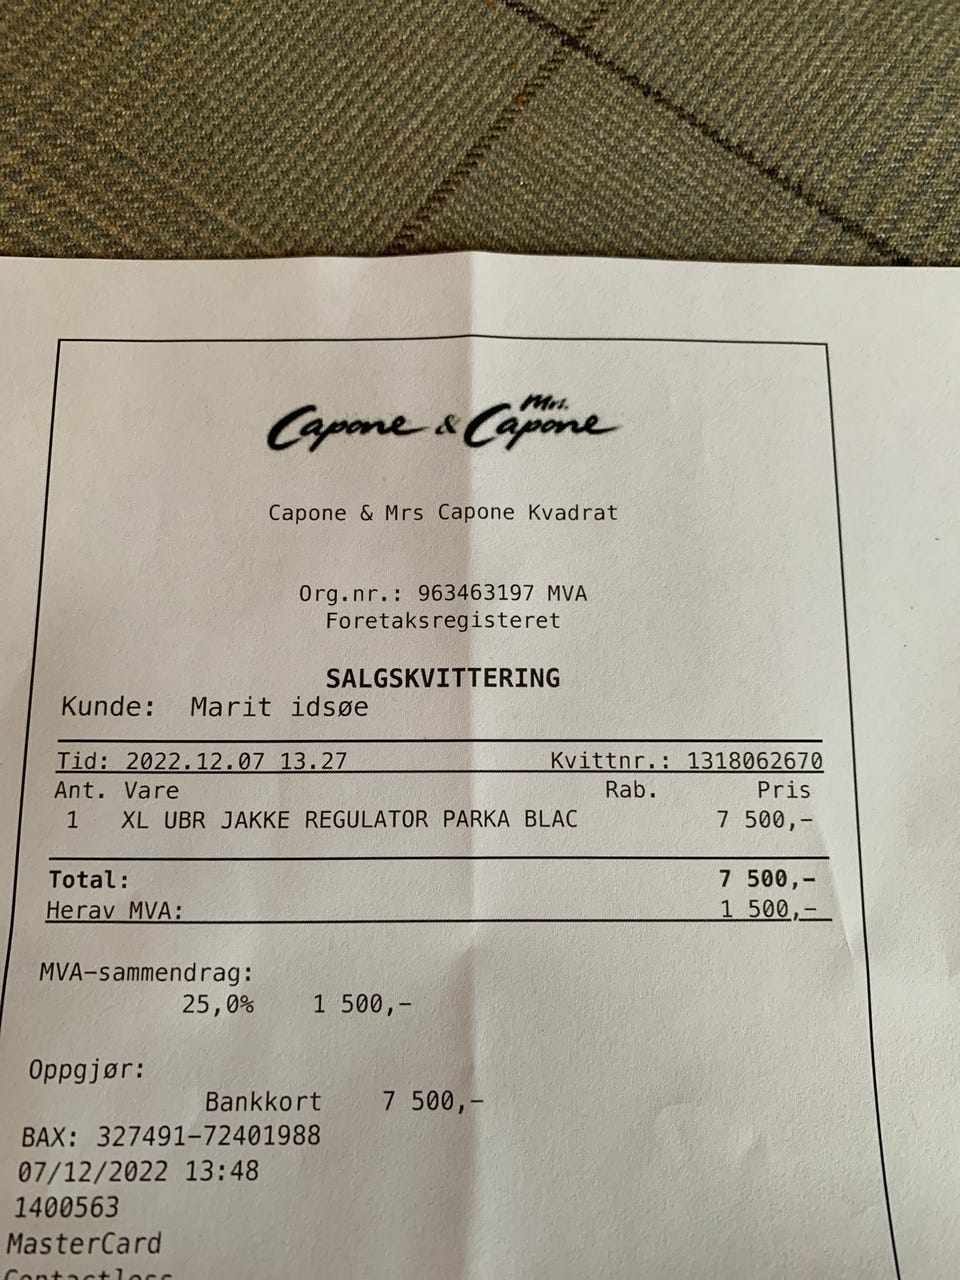 Capone & Mrs. Capone
Capone & Mrs Capone Kvadrat
Org.nr.: 963463197 MVA
Foretaksregisteret
SALGSKVITTERING
Kunde: Marit idsøe
Tid: 2022.12.07 13.27 Kvittnr.: 1318062670
Ant. Vare Rab. Pris
1 XL UBR JAKKE REGULATOR PARKA BLAC 7 500,-
Total: 7 500,-
Herav MVA: 1 500,-
MVA-sammendrag:
25,0% 1 500,-
Oppgjør:
Bankkort 7 500,-
BAX: 327491-72401988
07/12/2022 13:48
1400563
MasterCard
Contactless